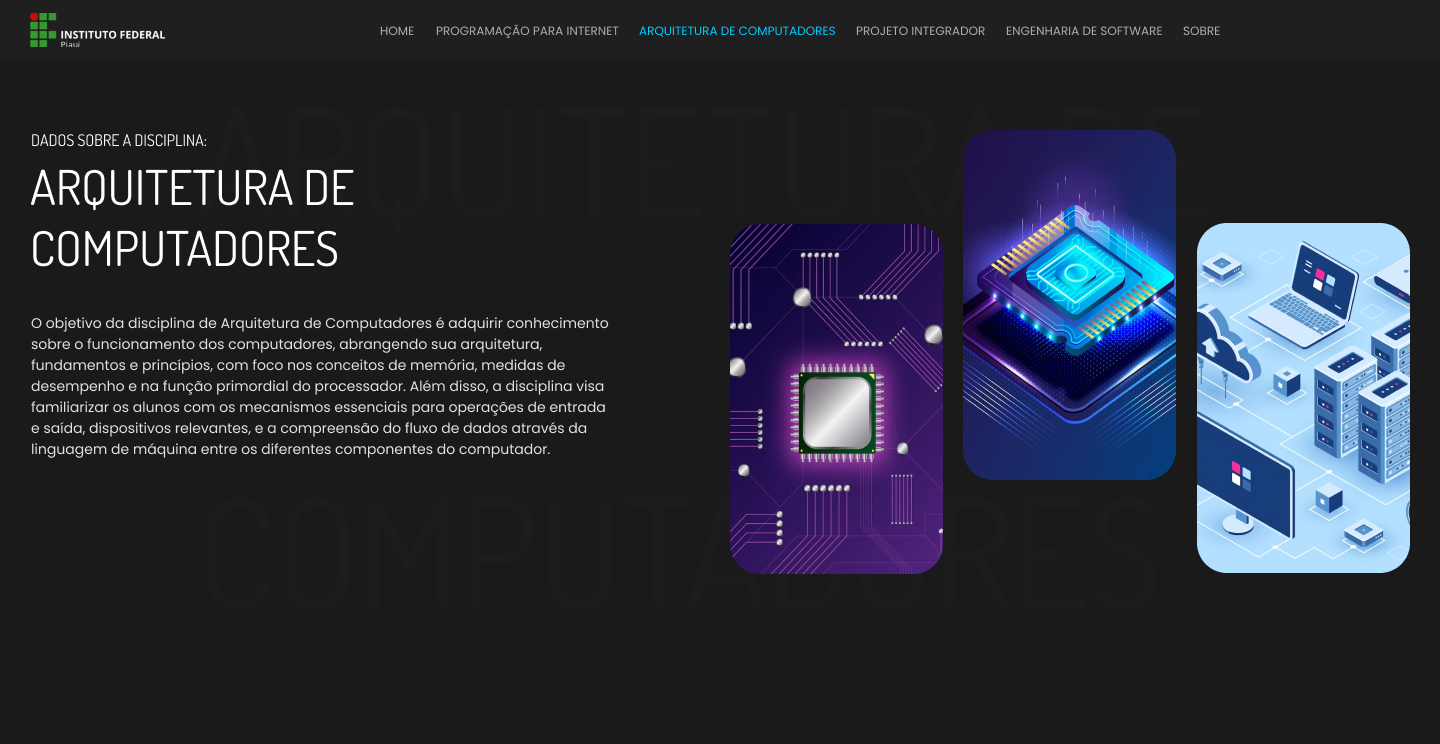 INSTITUTO FEDERAL
Piauí
HOME
PROGRAMAÇÃO PARA INTERNET
ARQUITETURA DE COMPUTADORES
PROJETO INTEGRADOR
ENGENHARIA DE SOFTWARE
SOBRE
ARQUITETURA DE
COMPUTADORES
DADOS SOBRE A DISCIPLINA:
ARQUITETURA DE
COMPUTADORES
O objetivo da disciplina de Arquitetura de Computadores é adquirir conhecimento
sobre o funcionamento dos computadores, abrangendo sua arquitetura,
fundamentos e princípios, com foco nos conceitos de memória, medidas de
desempenho e na função primordial do processador. Além disso, a disciplina visa
familiarizar os alunos com os mecanismos essenciais para operações de entrada
e saída, dispositivos relevantes, e a compreensão do fluxo de dados através da
linguagem de máquina entre os diferentes componentes do computador.